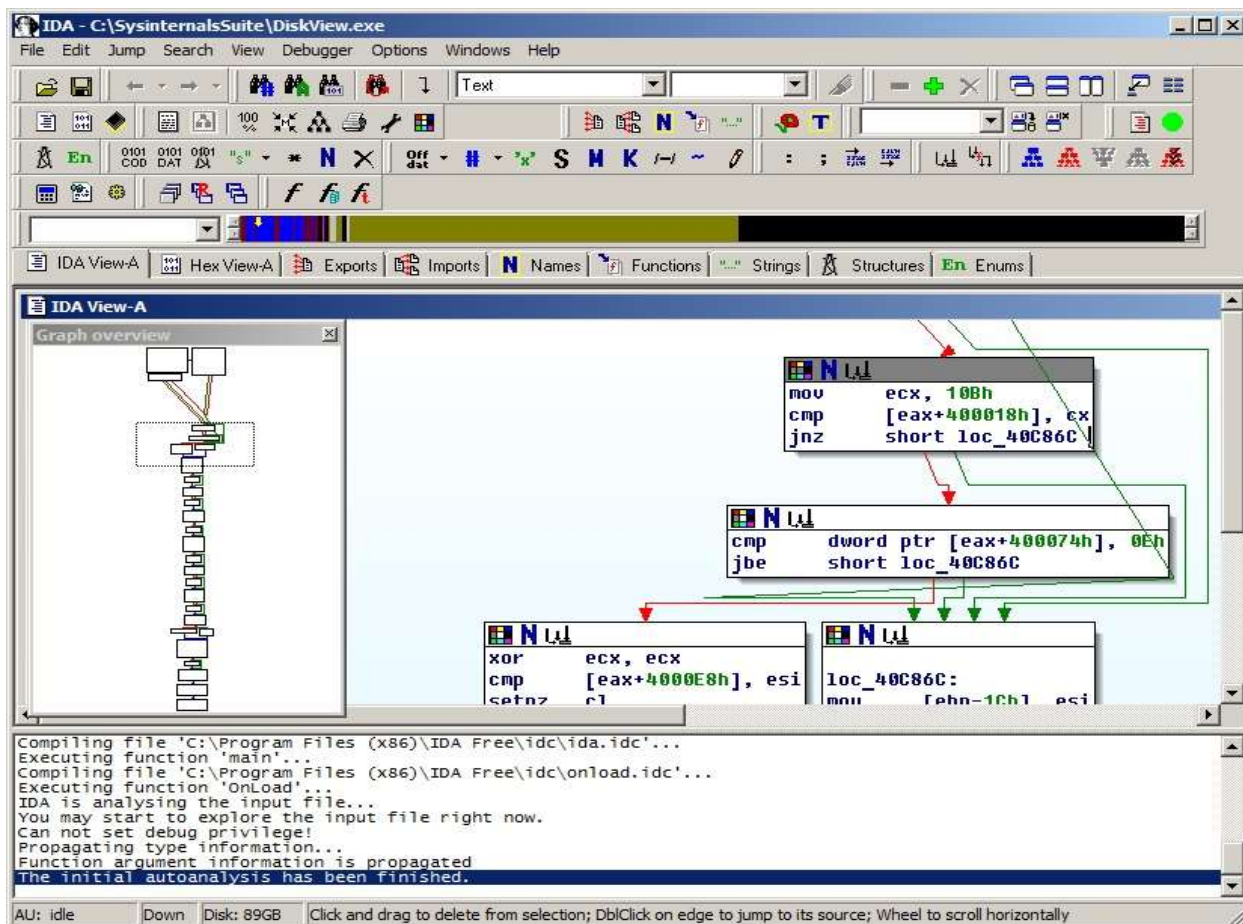 IDA - C:\SysinternalsSuite\DiskView.exe
File Edit Jump Search View Debugger Options Windows Help
Text
IDA View-A Hex View-A Exports Imports N Names Functions Strings Structures En Enums
IDA View-A
Graph overview
mov ecx, 10Bh
cmp [eax+400018h], cx
jnz short loc_40C86C
cmp dword ptr [eax+400074h], 0Eh
jbe short loc_40C86C
xor ecx, ecx
cmp [eax+4000E8h], esi
setnz cl
loc_40C86C:
mov [ebp-1Ch], esi
Compiling file 'C:\Program Files (x86)\IDA Free\idc\ida.idc'...
Executing function 'main'...
Compiling file 'C:\Program Files (x86)\IDA Free\idc\onload.idc'...
Executing function 'OnLoad'...
IDA is analysing the input file...
You may start to explore the input file right now.
Can not set debug privilege!
Propagating type information...
Function argument information is propagated
The initial autoanalysis has been finished.
AU: idle Down Disk: 89GB Click and drag to delete from selection; DblClick on edge to jump to its source; Wheel to scroll horizontally